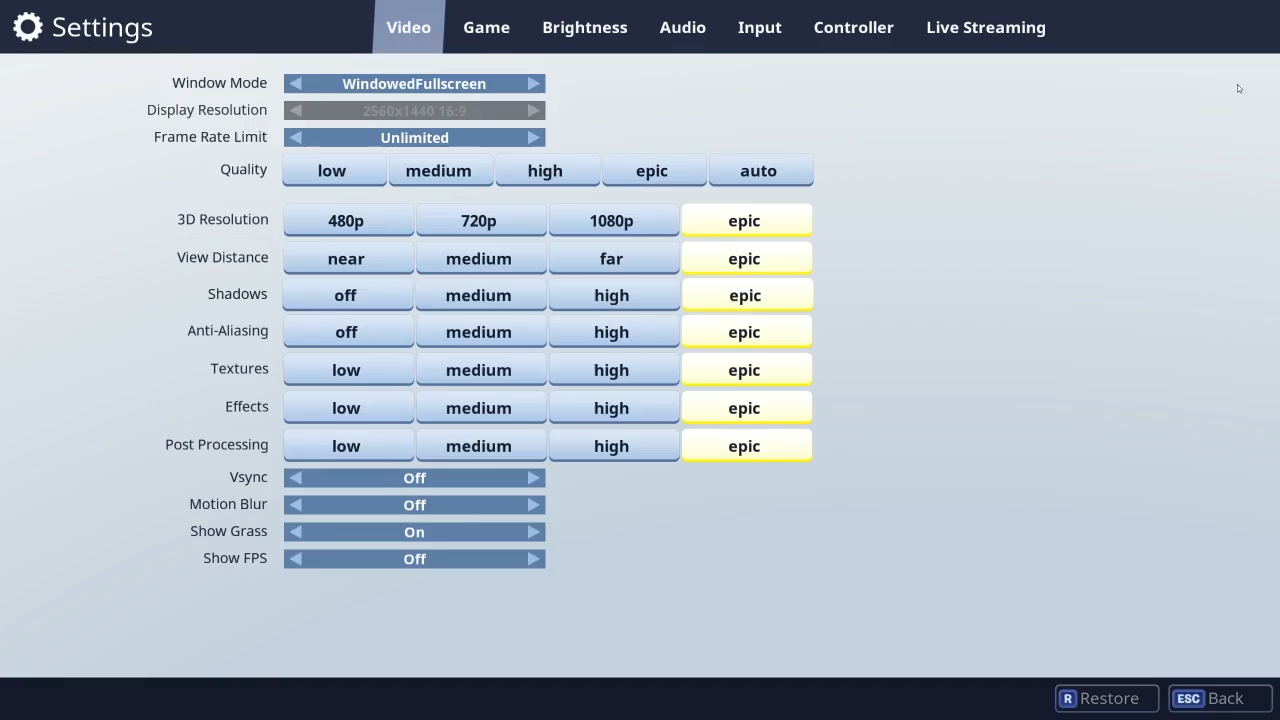 Settings Video Game Brightness Audio Input Controller Live Streaming
Window Mode WindowedFullscreen
Display Resolution 2560x1440 16:9
Frame Rate Limit Unlimited
Quality low medium high epic auto
3D Resolution 480p 720p 1080p epic
View Distance near medium far epic
Shadows off medium high epic
Anti-Aliasing off medium high epic
Textures low medium high epic
Effects low medium high epic
Post Processing low medium high epic
Vsync Off
Motion Blur Off
Show Grass On
Show FPS Off
R Restore ESC Back